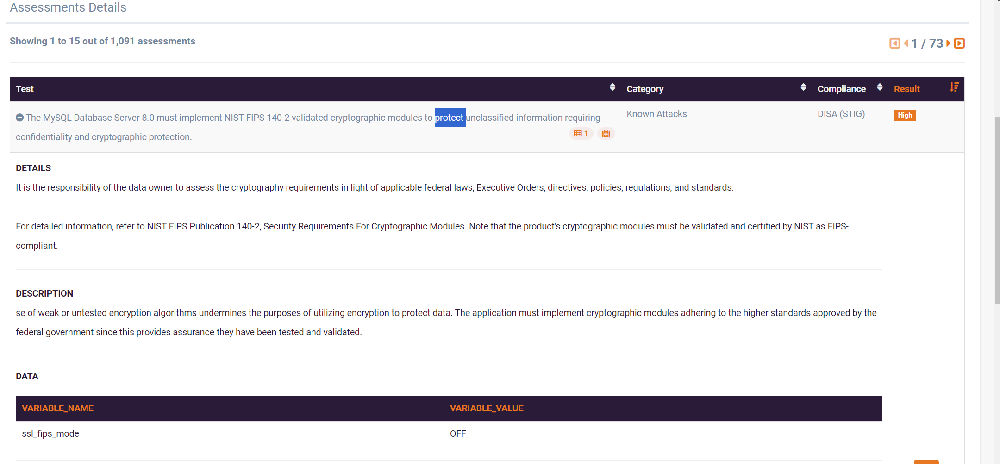 Assessments Details
Showing 1 to 15 out of 1,091 assessments
1 / 73
Test
Category
Compliance
Result
The MySQL Database Server 8.0 must implement NIST FIPS 140-2 validated cryptographic modules to protect unclassified information requiring
confidentiality and cryptographic protection.
1
Known Attacks
DISA (STIG)
High
DETAILS
It is the responsibility of the data owner to assess the cryptography requirements in light of applicable federal laws, Executive Orders, directives, policies, regulations, and standards.
For detailed information, refer to NIST FIPS Publication 140-2, Security Requirements For Cryptographic Modules. Note that the product's cryptographic modules must be validated and certified by NIST as FIPS-
compliant.
DESCRIPTION
se of weak or untested encryption algorithms undermines the purposes of utilizing encryption to protect data. The application must implement cryptographic modules adhering to the higher standards approved by the
federal government since this provides assurance they have been tested and validated.
DATA
VARIABLE_NAME
VARIABLE_VALUE
ssl_fips_mode
OFF